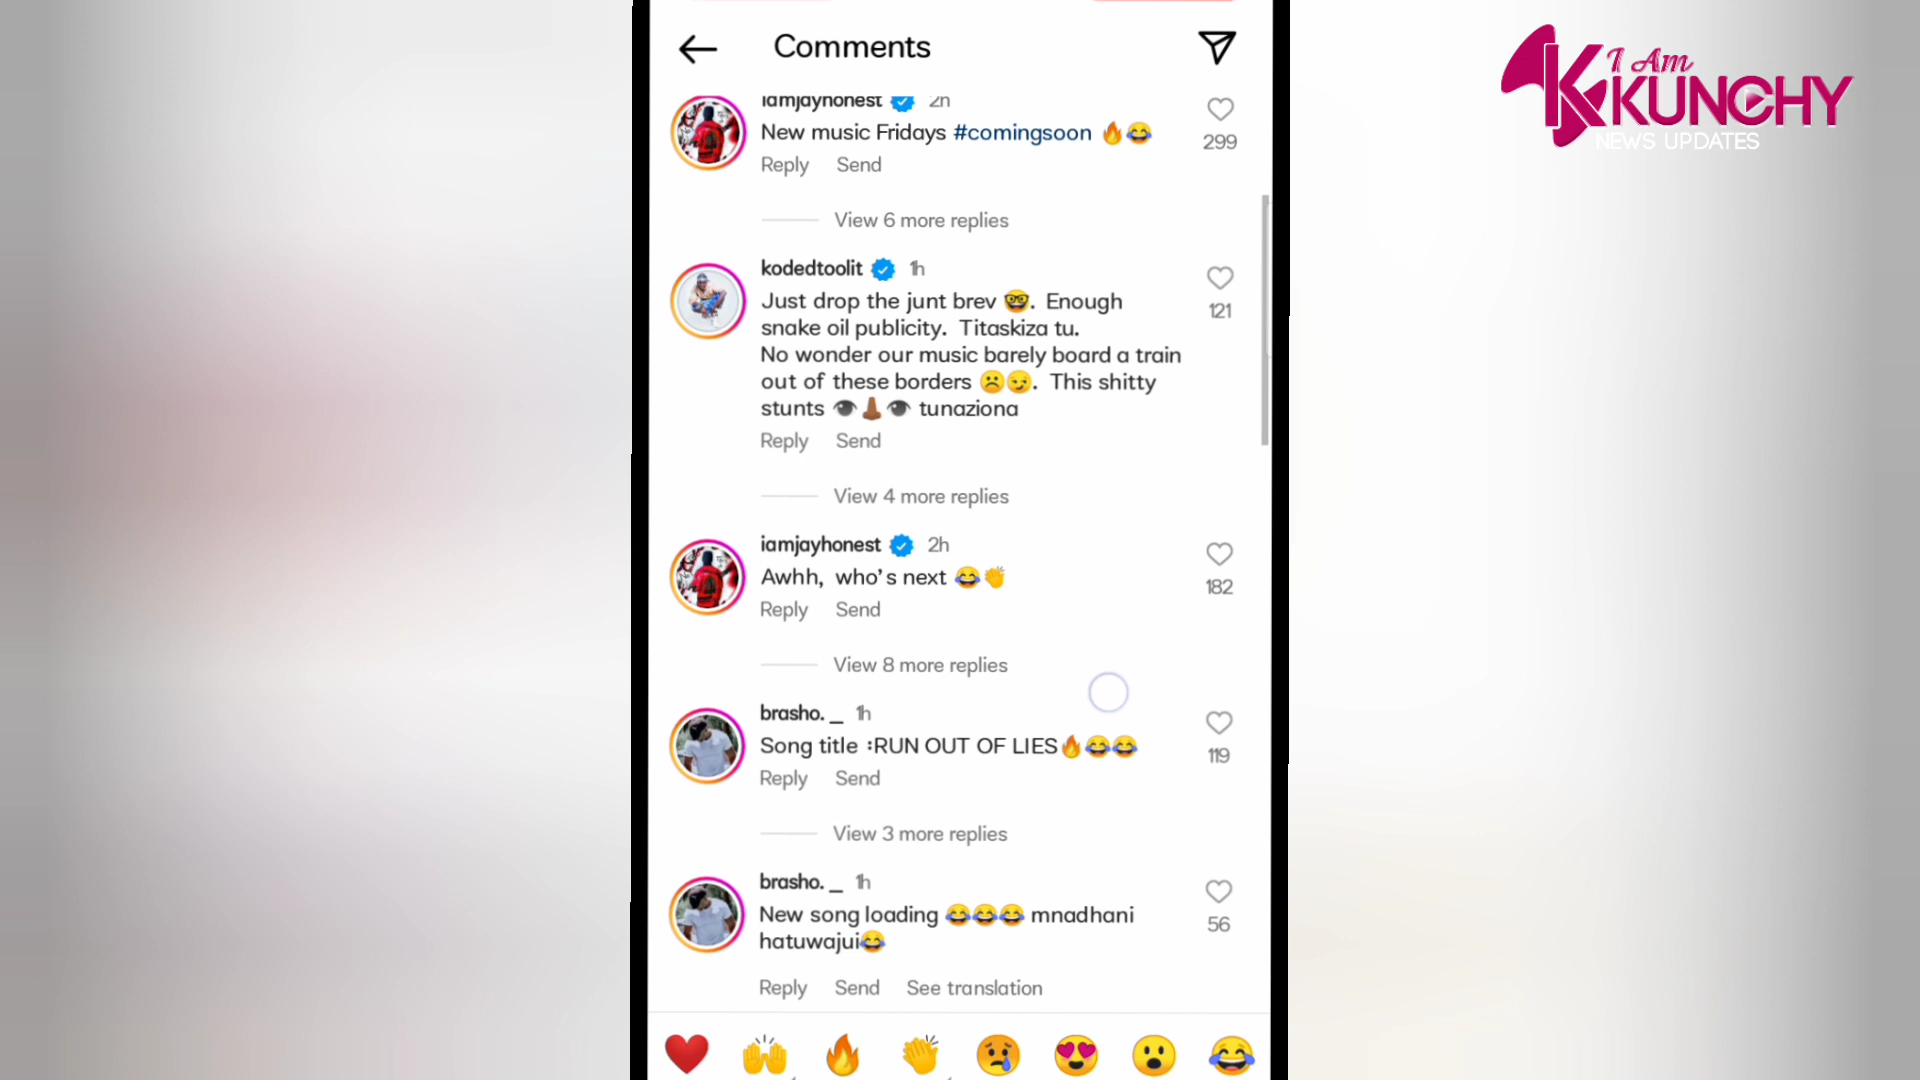 Comments
I Am
KUNCHY
NEWS UPDATES
iamjayhonest 2h
New music Fridays #comingsoon 🔥😂
299
Reply Send
View 6 more replies
kodedtoolit 1h
Just drop the junt brev 🤓. Enough
121
snake oil publicity. Titaskiza tu.
No wonder our music barely board a train
out of these borders ☹️😏. This shitty
stunts 👁👃🏾👁 tunaziona
Reply Send
View 4 more replies
iamjayhonest 2h
Awhh, who's next 😂👏
182
Reply Send
View 8 more replies
brasho._ 1h
Song title :RUN OUT OF LIES🔥😂😂
119
Reply Send
View 3 more replies
brasho._ 1h
New song loading 😂😂😂 mnadhani
56
hatuwajui😂
Reply Send See translation